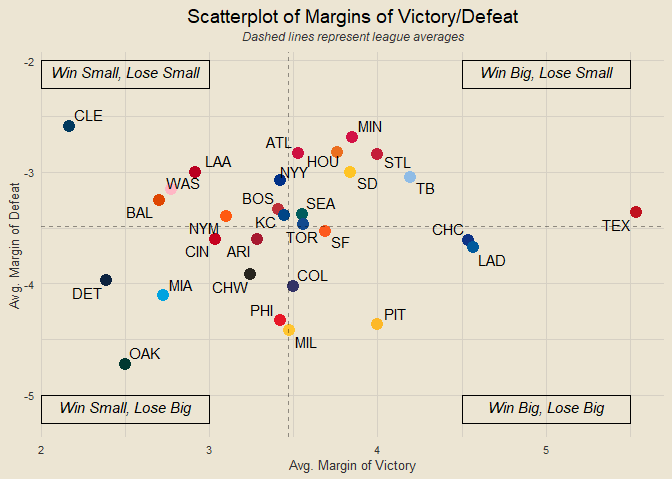 Scatterplot of Margins of Victory/Defeat
Dashed lines represent league averages
-2
Win Small, Lose Small
Win Big, Lose Small
CLE
MIN
ATL
HOU
STL
LAA
-3
NYY
SD
WAS
TB
BAL
BOS
SEA
NYM
KC
TEX
CHC
TOR
SF
CIN
ARI
LAD
COL
DET
MIA
CHW
-4
PHI
PIT
MIL
OAK
-5
Win Small, Lose Big
Win Big, Lose Big
2
3
4
5
Avg. Margin of Victory
Avg. Margin of Defeat